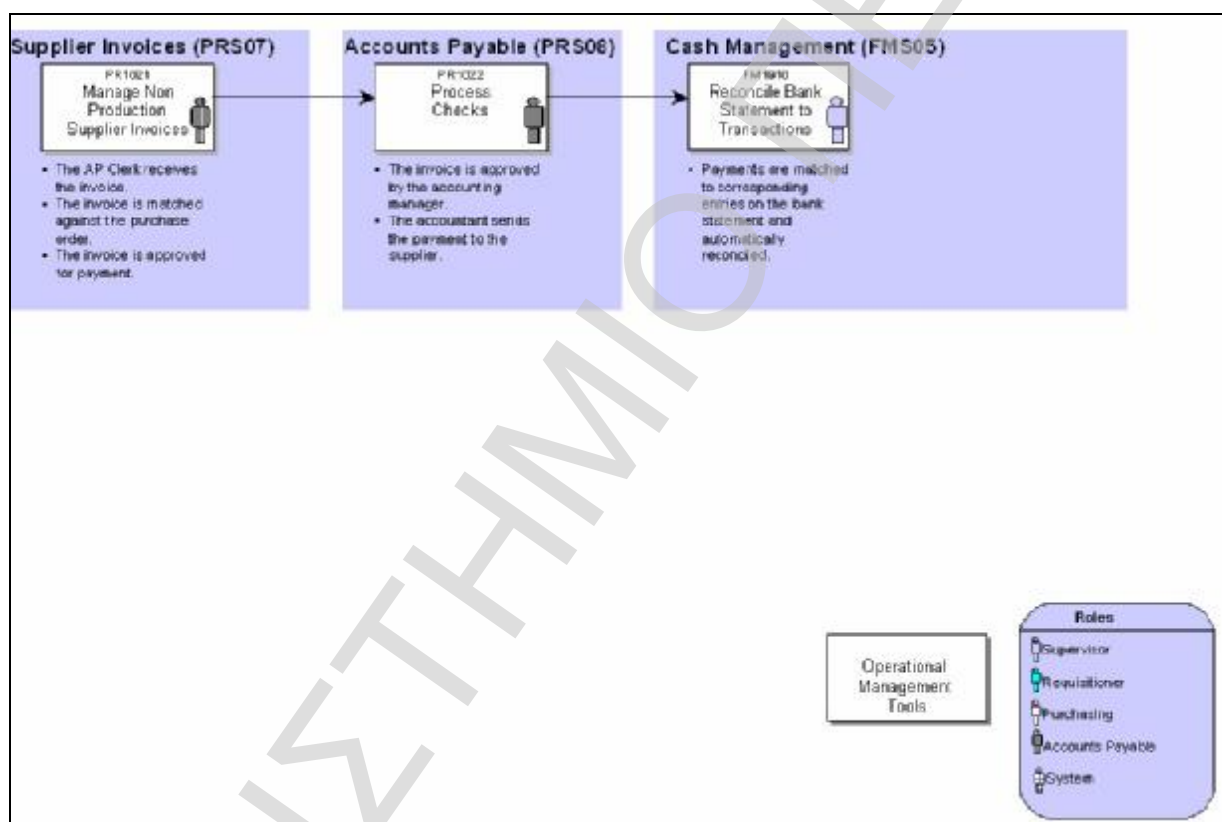 Supplier Invoices (PRS07)
PR1021
Manage Non
Production
Supplier Invoices
• The AP Clerk receives
the invoice.
• The invoice is matched
against the purchase
order.
• The invoice is approved
for payment.
Accounts Payable (PRS08)
PR1022
Process
Checks
• The invoice is approved
by the accounting
manager.
• The accountant sends
the payment to the
supplier.
Cash Management (FMS05)
Reconcile Bank
Statement to
Transactions
• Payments are matched
to corresponding
entries on the bank
statement and
automatically
reconciled.
Operational
Management
Tools
Roles
Supervisor
Requisitioner
Purchasing
Accounts Payable
System
ΙΣΤΗΜΙΟ ΠΕ